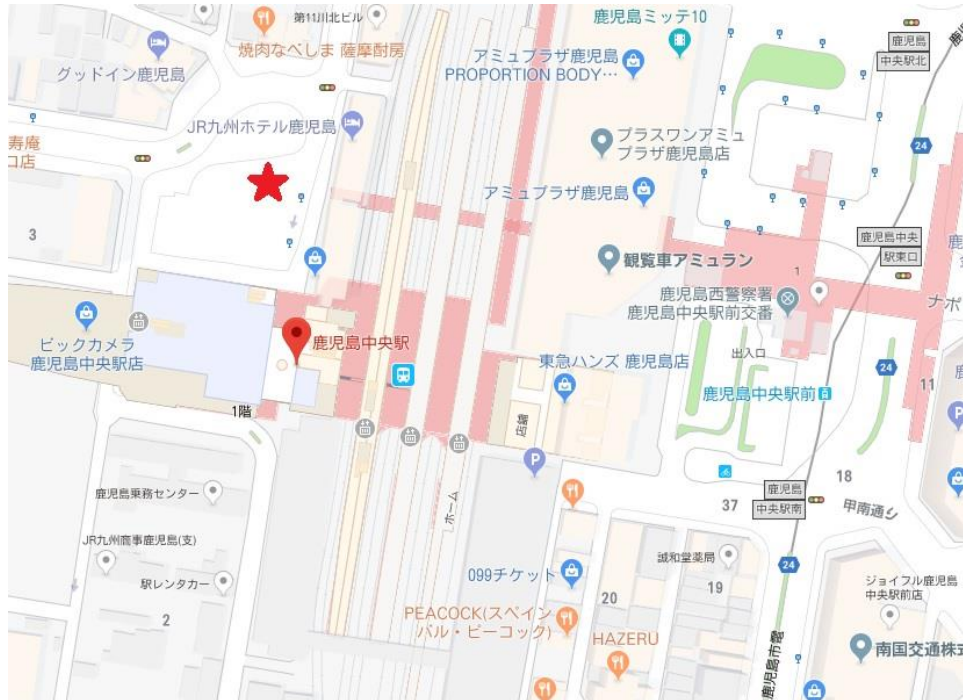 第11川北ビル
焼肉なべしま 薩摩酎房
グッドイン鹿児島
鹿児島ミッテ10
アミュプラザ鹿児島
PROPORTION BODY…
鹿児島
中央駅北
JR九州ホテル鹿児島
寿庵
口店
プラスワンアミュ
プラザ鹿児島店
24
アミュプラザ鹿児島
3
鹿児島中央
駅東口
観覧車アミュラン
1
鹿児島西警察署
鹿児島中央駅前交番
ナポ
ビックカメラ
鹿児島中央駅店
鹿児島中央駅
東急ハンズ 鹿児島店
出入口
24
11
鹿児島中央駅前
1階
店舗
P
P
ホーム
鹿児島乗務センター
鹿児島
中央駅南
37
18
甲南通り
JR九州商事鹿児島(支)
駅レンタカー
099チケット
誠和堂薬局
19
24
20
ジョイフル鹿児島
中央駅前店
2
PEACOCK(スペイン
バル・ピーコック)
HAZERU
鹿児島市電
南国交通株式